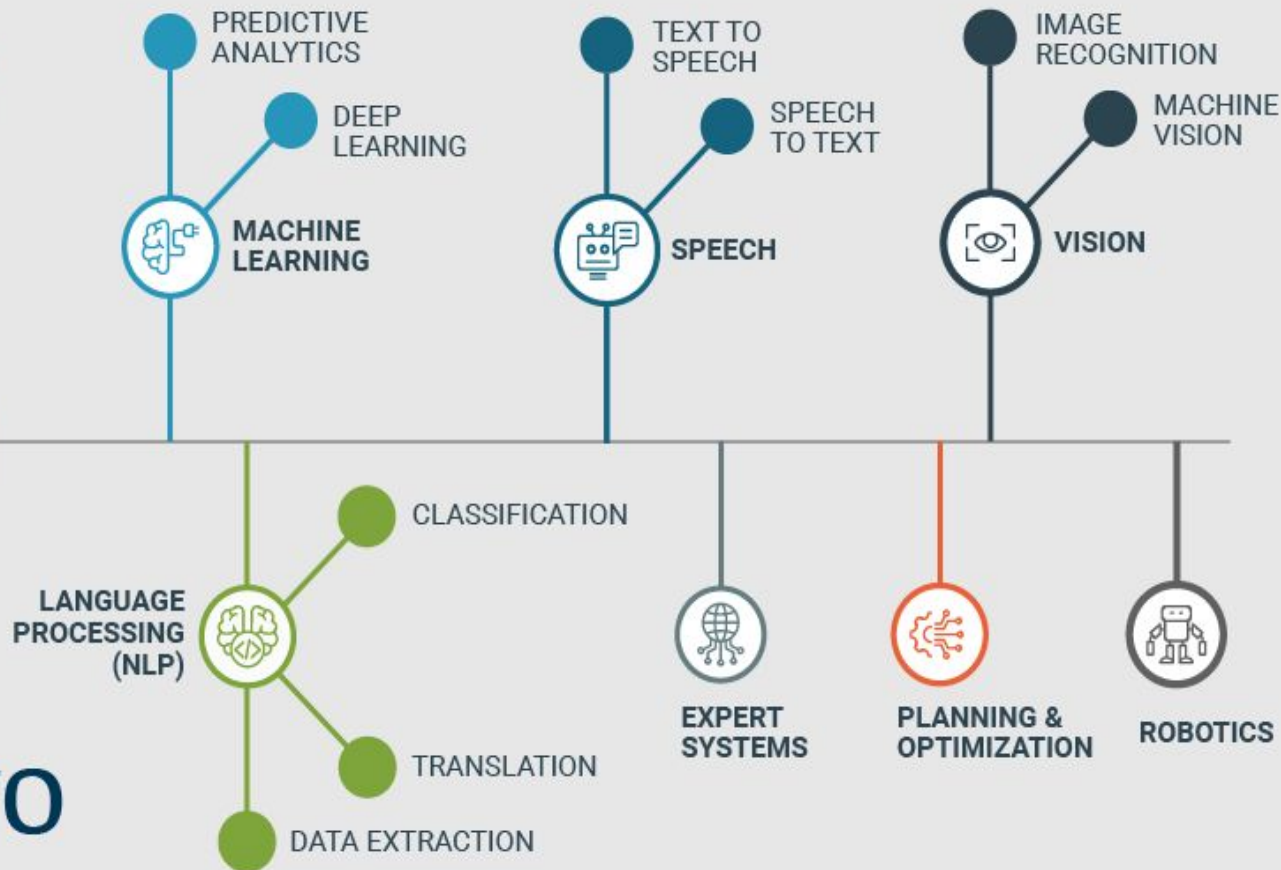 PREDICTIVE
ANALYTICS
DEEP
LEARNING
MACHINE
LEARNING
TEXT TO
SPEECH
SPEECH
TO TEXT
SPEECH
IMAGE
RECOGNITION
MACHINE
VISION
VISION
LANGUAGE
PROCESSING
(NLP)
CLASSIFICATION
TRANSLATION
DATA EXTRACTION
EXPERT
SYSTEMS
PLANNING &
OPTIMIZATION
ROBOTICS